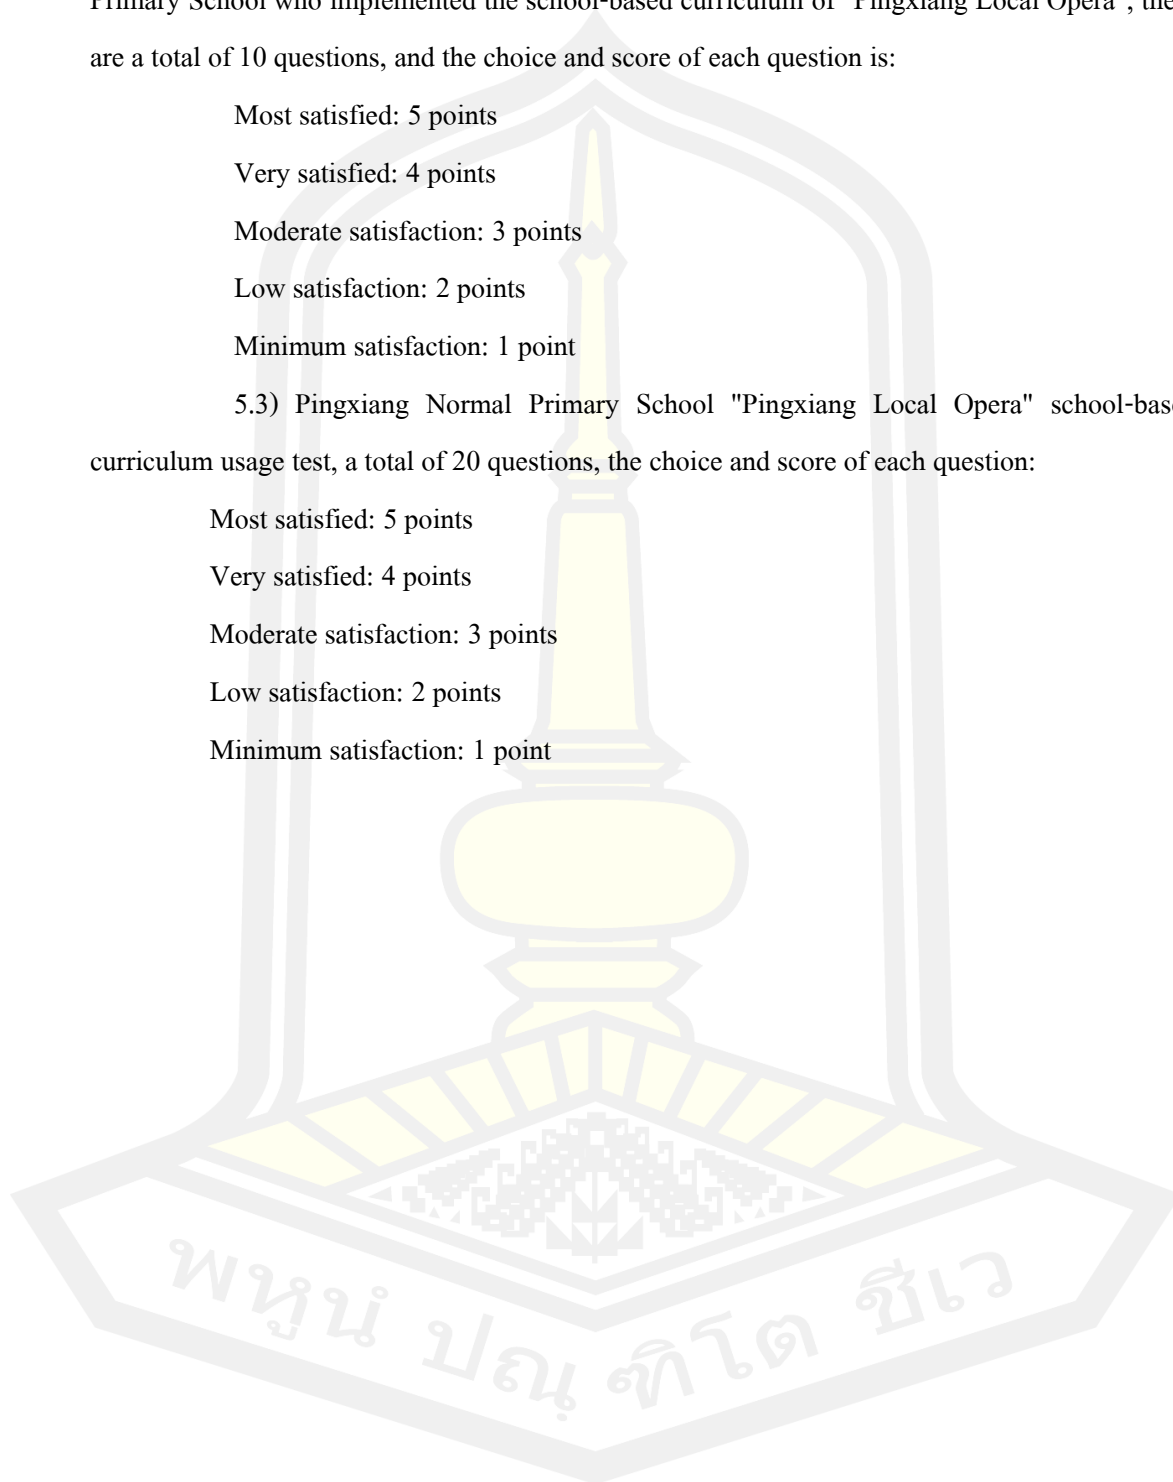 Primary School who implemented the school-based curriculum of "Pingxiang Local Opera", the
are a total of 10 questions, and the choice and score of each question is:
Most satisfied: 5 points
Very satisfied: 4 points
Moderate satisfaction: 3 points
Low satisfaction: 2 points
Minimum satisfaction: 1 point
5.3) Pingxiang Normal Primary School "Pingxiang Local Opera" school-base
curriculum usage test, a total of 20 questions, the choice and score of each question:
Most satisfied: 5 points
Very satisfied: 4 points
Moderate satisfaction: 3 points
Low satisfaction: 2 points
Minimum satisfaction: 1 point
พหูนํ ปณฺฑิโต ชีเว